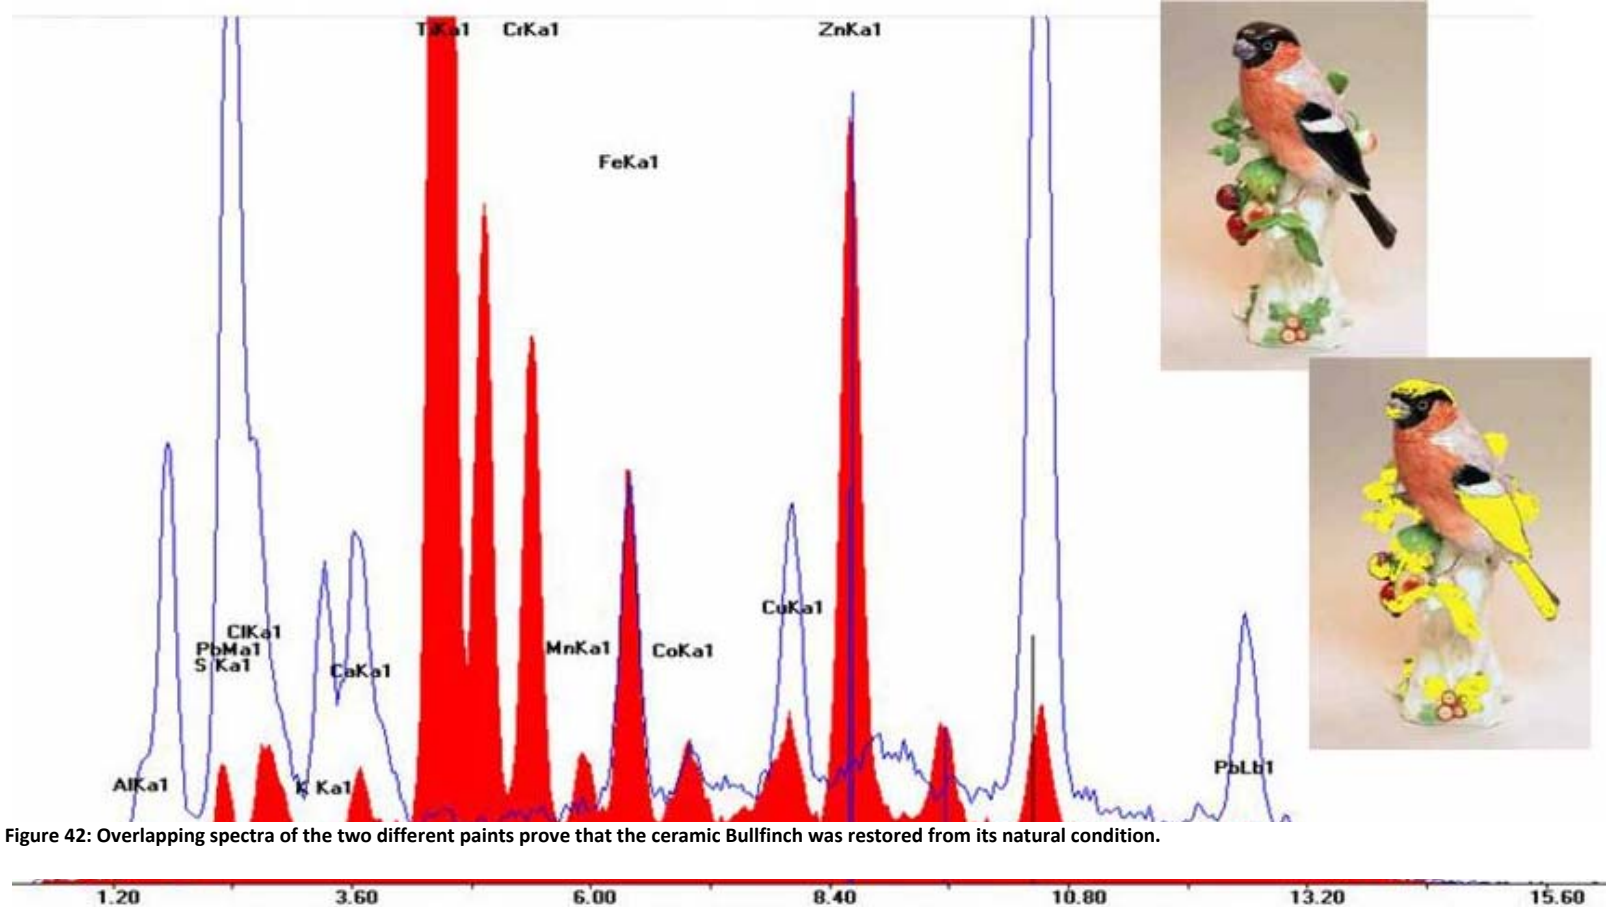 TiKa1 CrKa1 ZnKa1
FeKa1
CuKa1
ClKa1
PbMa1 MnKa1 CoKa1
S Ka1 CaKa1
PbLb1
AlKa1 K Ka1
Figure 42: Overlapping spectra of the two different paints prove that the ceramic Bullfinch was restored from its natural condition.
1.20 3.60 6.00 8.40 10.80 13.20 15.60